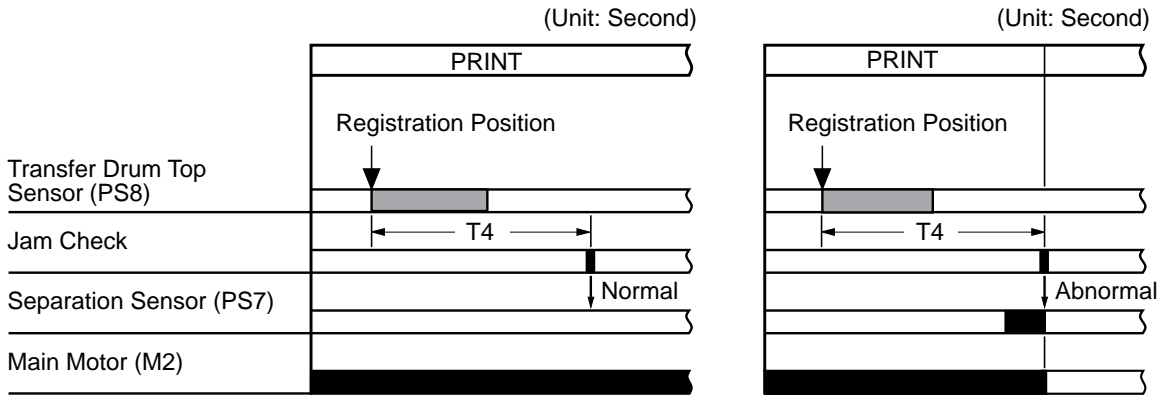 (Unit: Second)
(Unit: Second)
PRINT
PRINT
Registration Position
Registration Position
Transfer Drum Top
Sensor (PS8)
T4
T4
Jam Check
Normal
Abnormal
Separation Sensor (PS7)
Main Motor (M2)